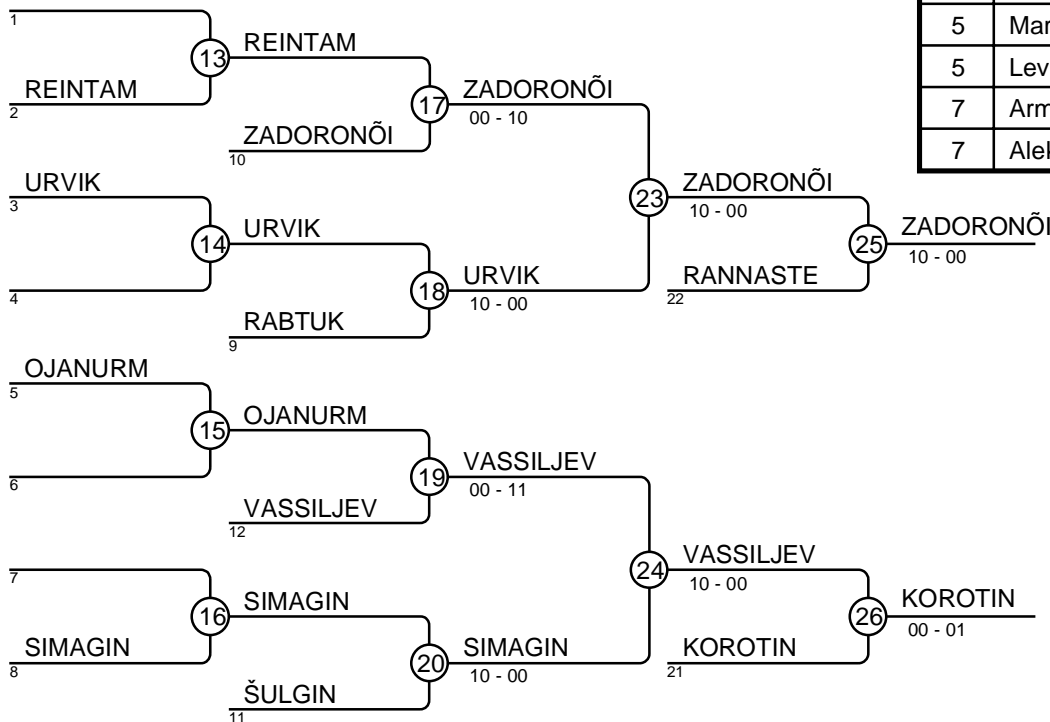 1
REINTAM
2
13
REINTAM
ZADORONÕI
10
17
ZADORONÕI
00 - 10
URVIK
3
4
14
URVIK
RABTUK
9
18
URVIK
10 - 00
23
ZADORONÕI
10 - 00
RANNASTE
22
25
ZADORONÕI
10 - 00
OJANURM
5
6
15
OJANURM
VASSILJEV
12
19
VASSILJEV
00 - 11
7
SIMAGIN
8
16
SIMAGIN
ŠULGIN
11
20
SIMAGIN
10 - 00
24
VASSILJEV
10 - 00
KOROTIN
21
26
KOROTIN
00 - 01
5
5 Lev
7
7